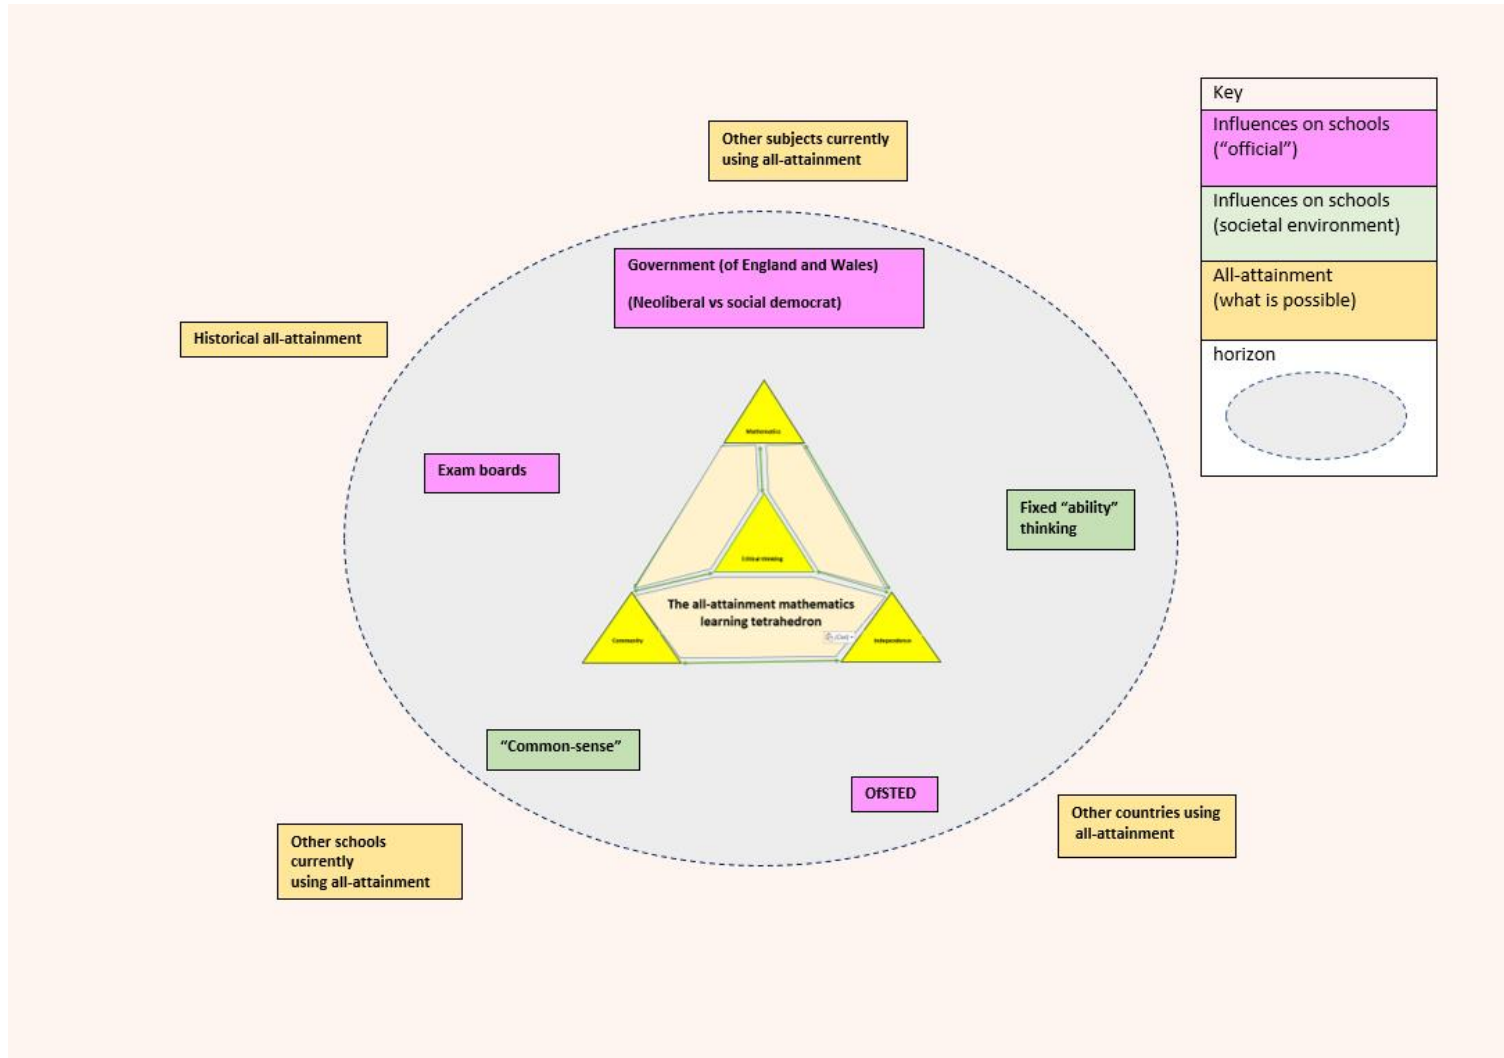 Key
Influences on schools
(“official”)
Influences on schools
(societal environment)
All-attainment
(what is possible)
horizon
Other subjects currently
using all-attainment
Government (of England and Wales)
(Neoliberal vs social democrat)
Historical all-attainment
Mathematics
Exam boards
Fixed “ability”
thinking
Critical thinking
The all-attainment mathematics
learning tetrahedron
(Ctrl)
Community
Independence
“Common-sense”
OfSTED
Other countries using
all-attainment
Other schools
currently
using all-attainment